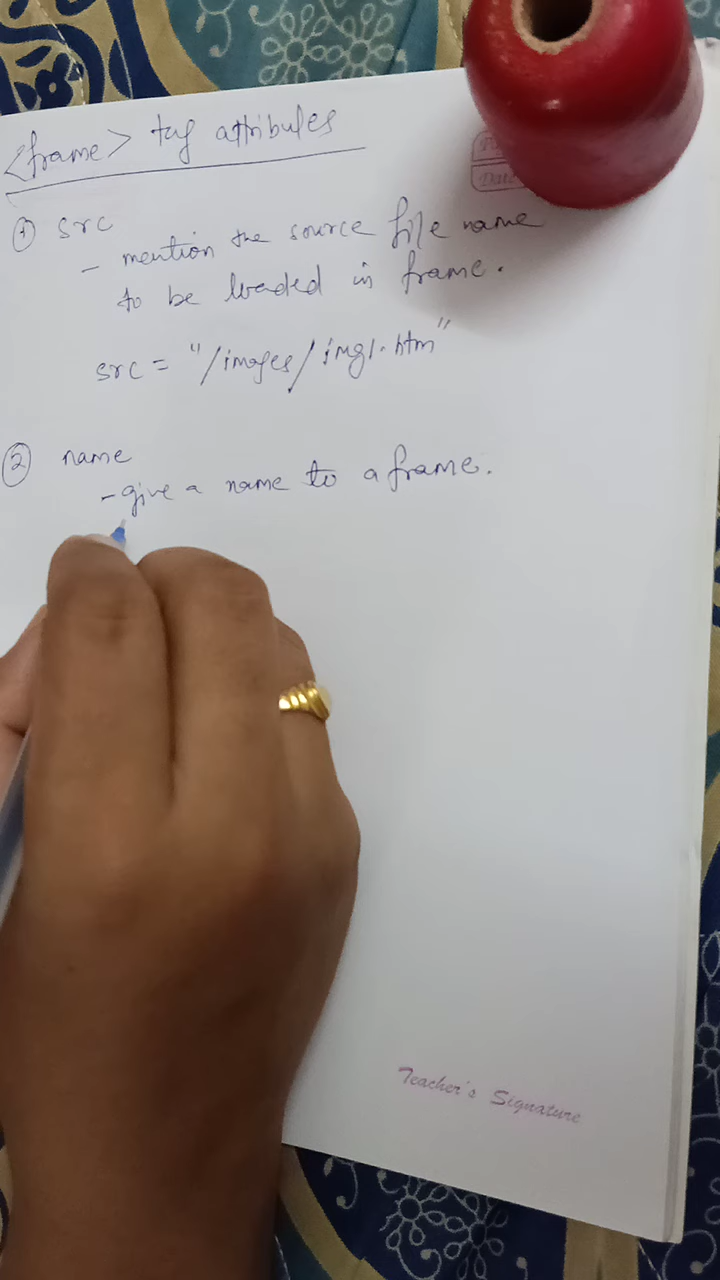 <frame> tag attributes
Date
① src
- mention the source file name
to be loaded in frame.
src = "/images/img1.htm"
② name
- give a name to a frame.
Teacher's Signature